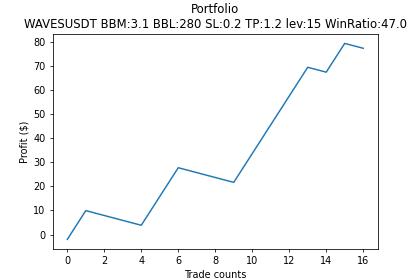 Portfolio
WAVESUSDT BBM:3.1 BBL:280 SL:0.2 TP:1.2 lev:15 WinRatio:47.0
80
70
60
50
40
30
20
10
0
Profit ($)
0 2 4 6 8 10 12 14 16
Trade counts